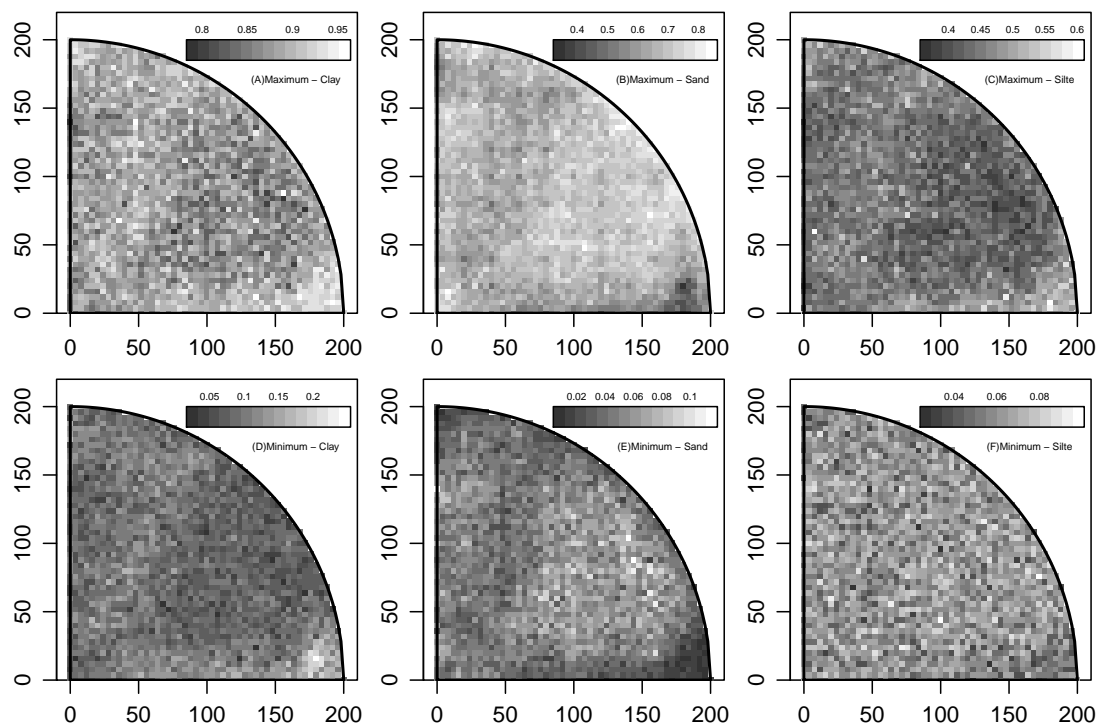 0.8 0.85 0.9 0.95
(A)Maximum − Clay
0 50 100 150 200
0 50 100 150 200
0.4 0.5 0.6 0.7 0.8
(B)Maximum − Sand
0 50 100 150 200
0 50 100 150 200
0.4 0.45 0.5 0.55 0.6
(C)Maximum − Silte
0 50 100 150 200
0 50 100 150 200
0.05 0.1 0.15 0.2
(D)Minimum − Clay
0 50 100 150 200
0 50 100 150 200
0.02 0.04 0.06 0.08 0.1
(E)Minimum − Sand
0 50 100 150 200
0 50 100 150 200
0.04 0.06 0.08
(F)Minimum − Silte
0 50 100 150 200
0 50 100 150 200